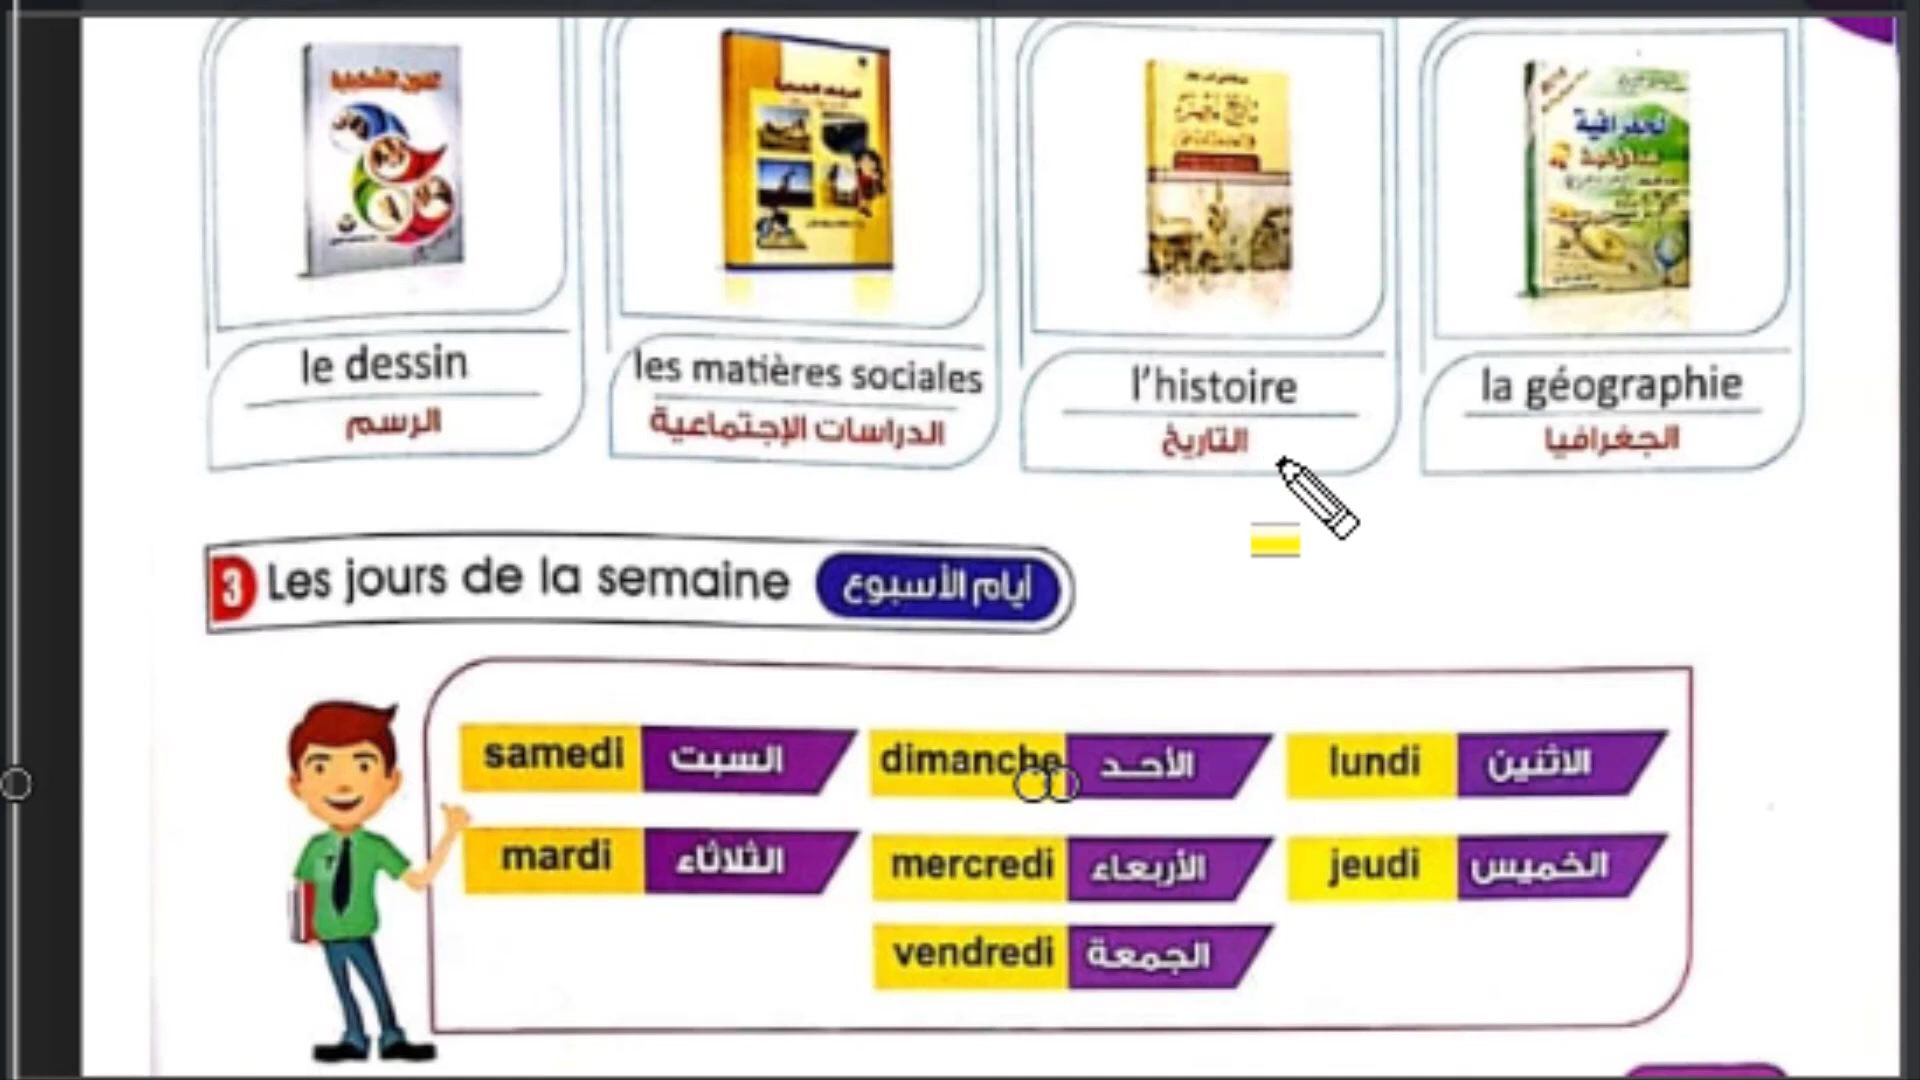 الجغرافية
le dessin
الرسم
les matières sociales
الدراسات الإجتماعية
l'histoire
التاريخ
la géographie
الجغرافيا
3 Les jours de la semaine أيام الأسبوع
samedi السبت dimanche الأحد lundi الاثنين
mardi الثلاثاء mercredi الأربعاء jeudi الخميس
vendredi الجمعة